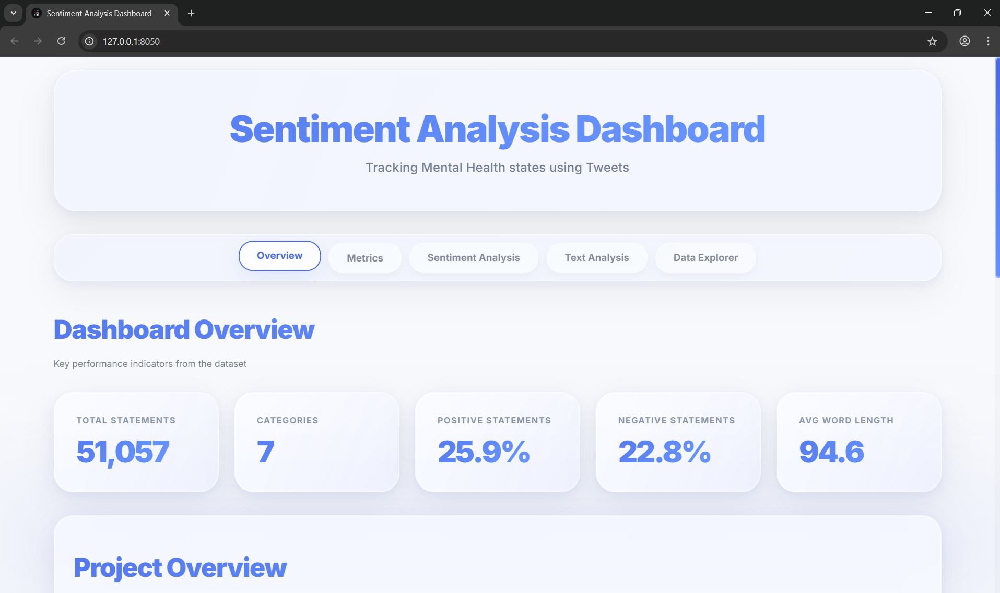 Sentiment Analysis Dashboard
127.0.0.1:8050
Sentiment Analysis Dashboard
Tracking Mental Health states using Tweets
Overview Metrics Sentiment Analysis Text Analysis Data Explorer
Dashboard Overview
Key performance indicators from the dataset
TOTAL STATEMENTS
51,057
CATEGORIES
7
POSITIVE STATEMENTS
25.9%
NEGATIVE STATEMENTS
22.8%
AVG WORD LENGTH
94.6
Project Overview